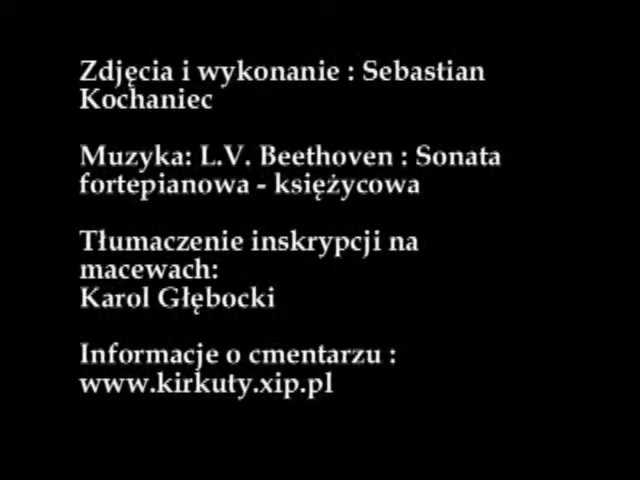 Zdjęcia i wykonanie : Sebastian
Kochaniec
Muzyka: L.V. Beethoven : Sonata
fortepianowa - księżycowa
Tłumaczenie inskrypcji na
macewach:
Karol Głębocki
Informacje o cmentarzu :
www.kirkuty.xip.pl